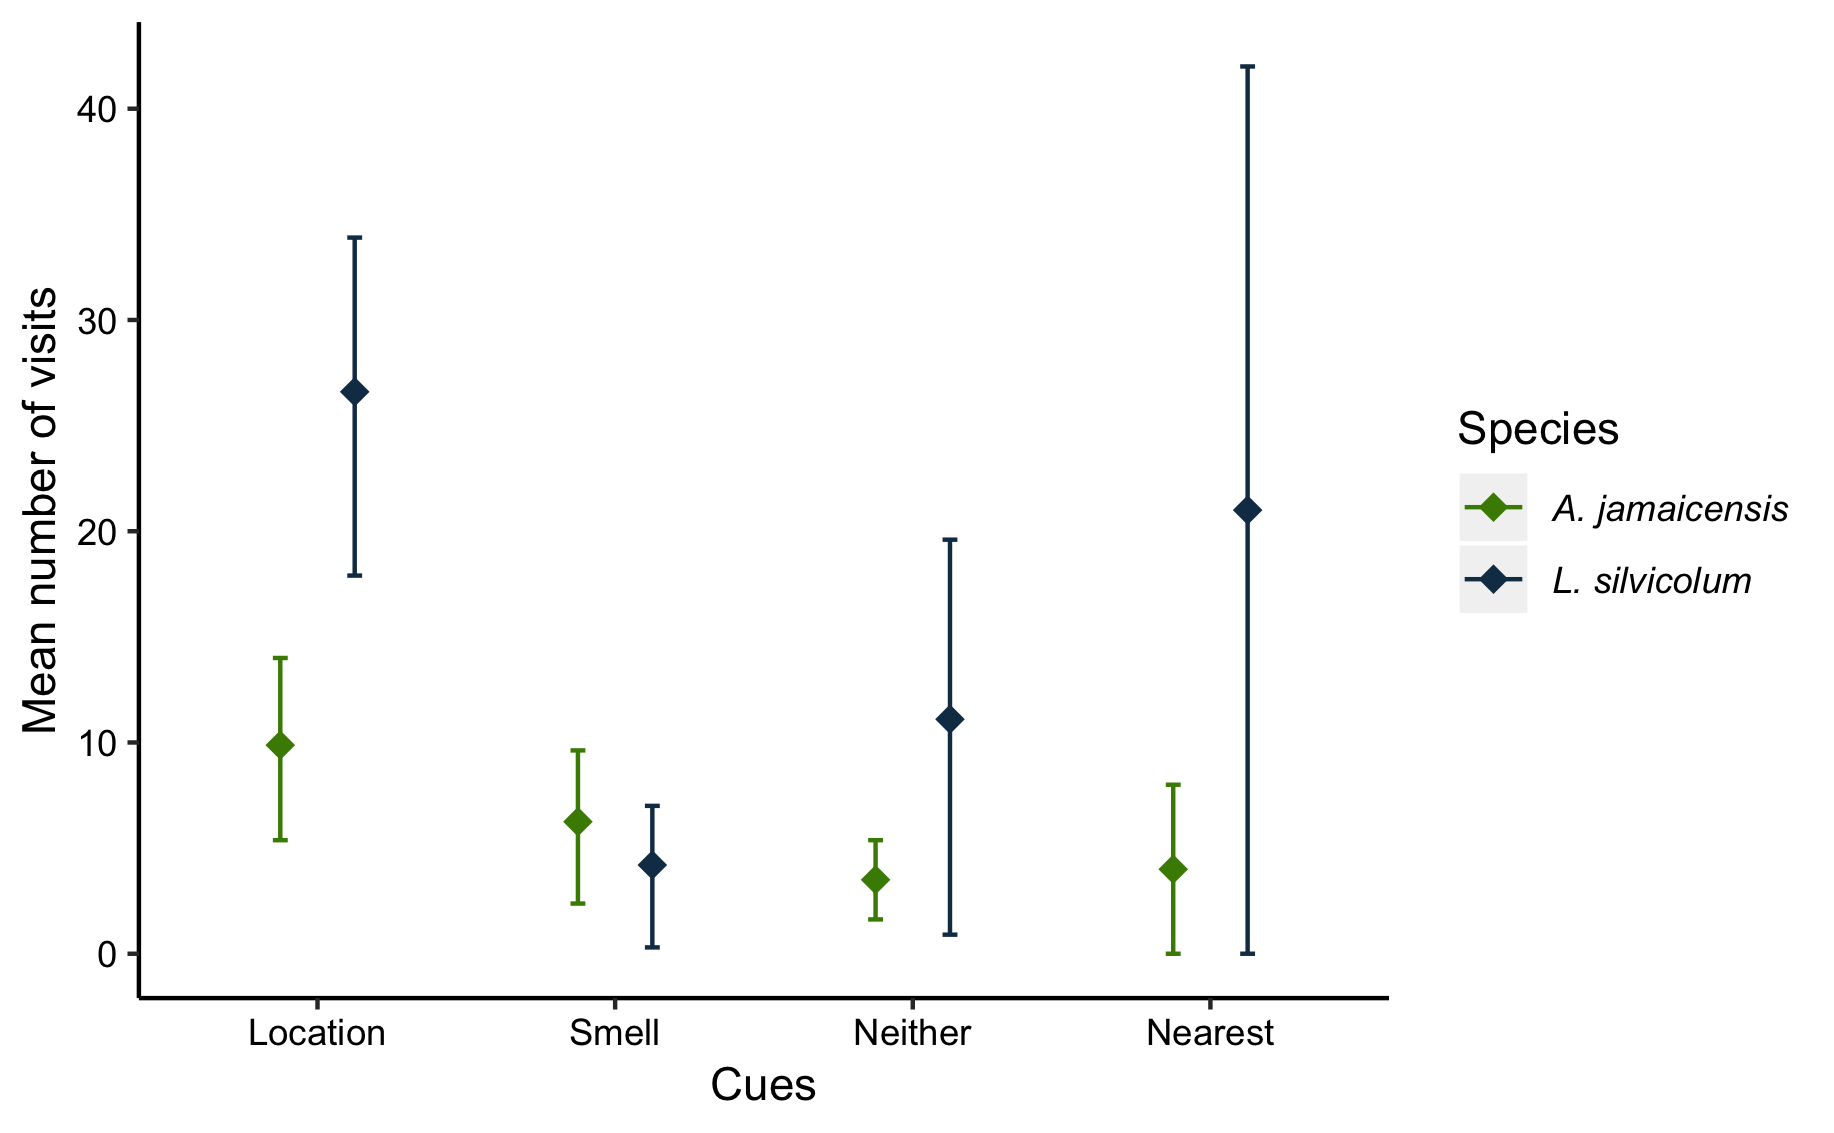 Mean number of visits
40
30
20
10
0
Location Smell Neither Nearest
Cues
Species
A. jamaicensis
L. silvicolum